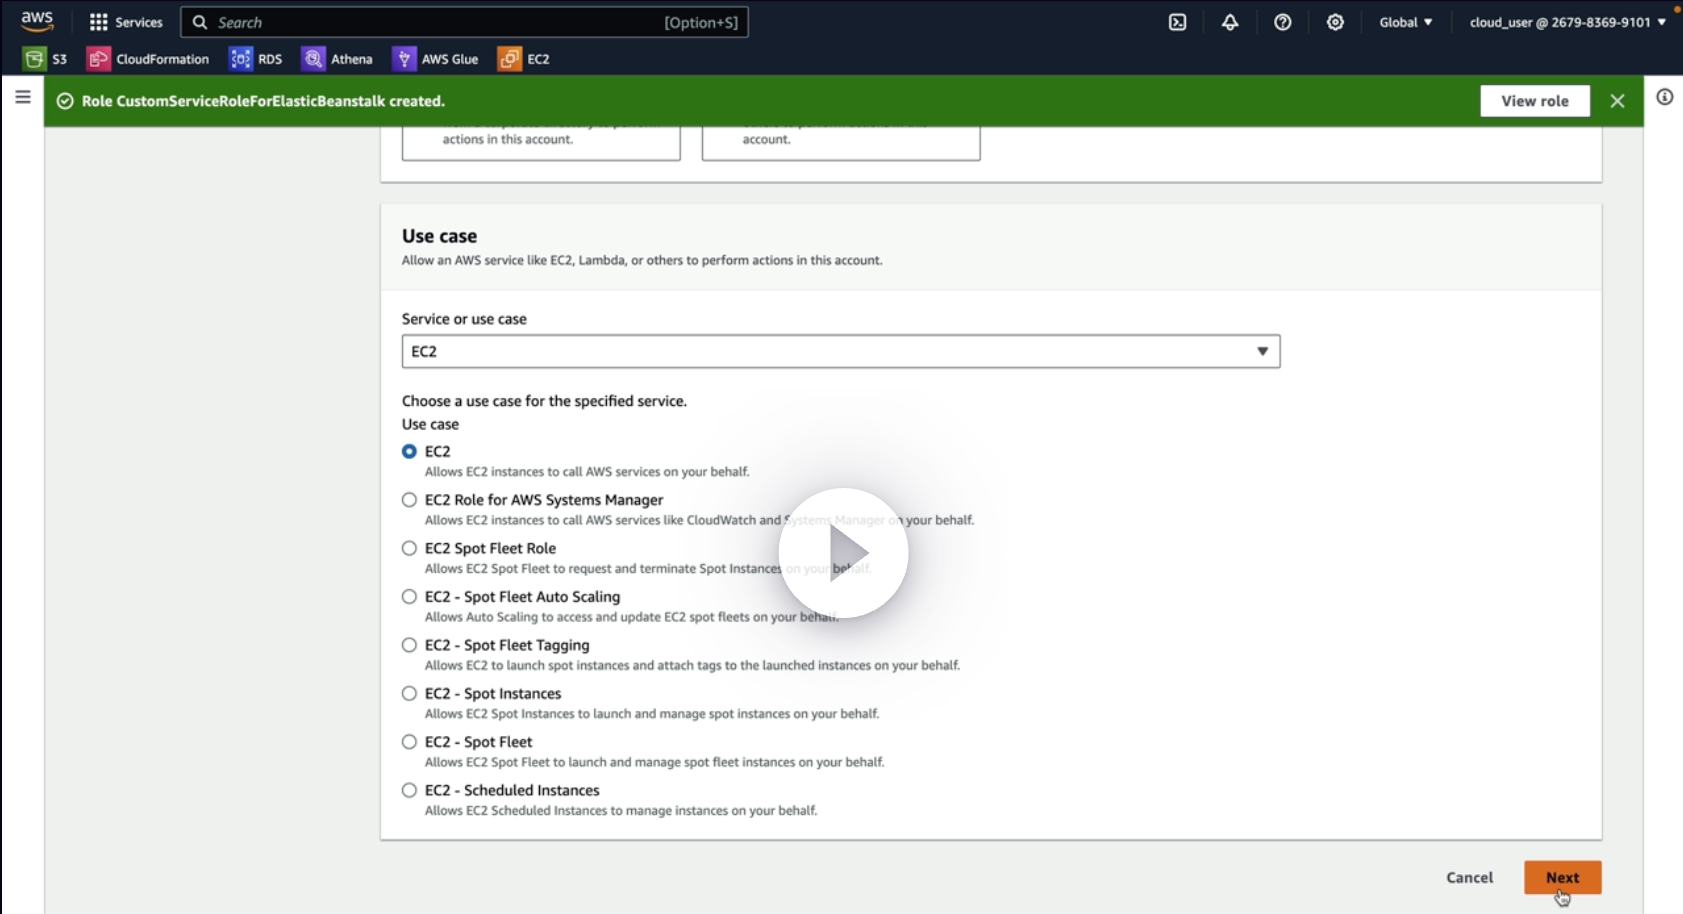 aws
Services
Search
[Option+S]
Global
cloud_user @ 2679-8369-9101
S3
CloudFormation
RDS
Athena
AWS Glue
EC2
Role CustomServiceRoleForElasticBeanstalk created.
View role
actions in this account.
account.
Use case
Allow an AWS service like EC2, Lambda, or others to perform actions in this account.
Service or use case
EC2
Choose a use case for the specified service.
Use case
EC2
Allows EC2 instances to call AWS services on your behalf.
EC2 Role for AWS Systems Manager
Allows EC2 instances to call AWS services like CloudWatch and Systems Manager on your behalf.
EC2 Spot Fleet Role
Allows EC2 Spot Fleet to request and terminate Spot Instances on your behalf.
EC2 - Spot Fleet Auto Scaling
Allows Auto Scaling to access and update EC2 spot fleets on your behalf.
EC2 - Spot Fleet Tagging
Allows EC2 to launch spot instances and attach tags to the launched instances on your behalf.
EC2 - Spot Instances
Allows EC2 Spot Instances to launch and manage spot instances on your behalf.
EC2 - Spot Fleet
Allows EC2 Spot Fleet to launch and manage spot fleet instances on your behalf.
EC2 - Scheduled Instances
Allows EC2 Scheduled Instances to manage instances on your behalf.
Cancel
Next